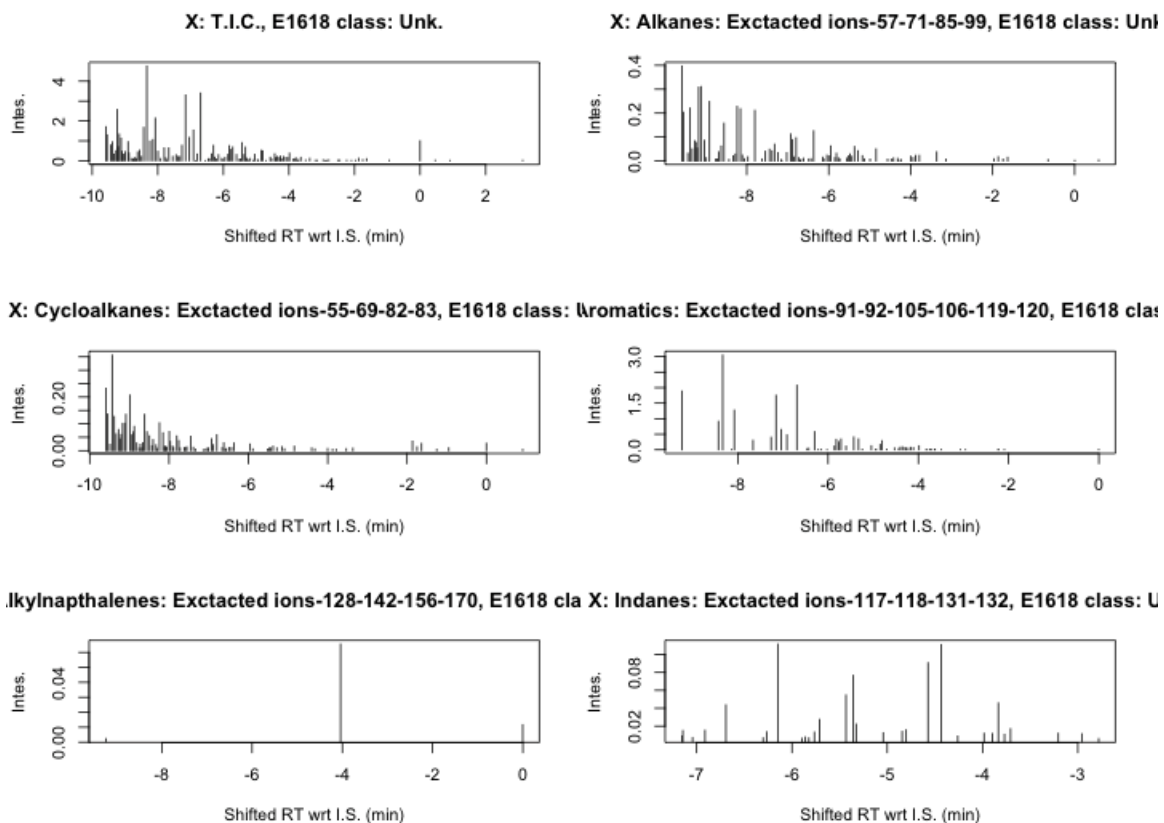 X: T.I.C., E1618 class: Unk.
Intes.
0 2 4
-10 -8 -6 -4 -2 0 2
Shifted RT wrt I.S. (min)
X: Alkanes: Exctacted ions-57-71-85-99, E1618 class: Unk
Intes.
0.0 0.2 0.4
-8 -6 -4 -2 0
Shifted RT wrt I.S. (min)
X: Cycloalkanes: Exctacted ions-55-69-82-83, E1618 class: U
Intes.
0.00 0.20
-10 -8 -6 -4 -2 0
Shifted RT wrt I.S. (min)
Aromatics: Exctacted ions-91-92-105-106-119-120, E1618 clas
Intes.
0.0 1.5 3.0
-8 -6 -4 -2 0
Shifted RT wrt I.S. (min)
lkylnapthalenes: Exctacted ions-128-142-156-170, E1618 cla
Intes.
0.00 0.04
-8 -6 -4 -2 0
Shifted RT wrt I.S. (min)
X: Indanes: Exctacted ions-117-118-131-132, E1618 class: U
Intes.
0.02 0.08
-7 -6 -5 -4 -3
Shifted RT wrt I.S. (min)